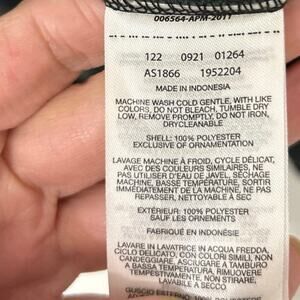 006564-APM-2011
122 0921 01264
AS1866 1952204
MADE IN INDONESIA
MACHINE WASH COLD GENTLE, WITH LIKE
COLORS, DO NOT BLEACH, TUMBLE DRY
LOW, REMOVE PROMPTLY, DO NOT IRON,
DRYCLEANABLE
SHELL: 100% POLYESTER
EXCLUSIVE OF ORNAMENTATION
LAVAGE MACHINE À FROID, CYCLE DÉLICAT,
AVEC DES COULEURS SIMILAIRES, NE
PAS UTILISER D'EAU DE JAVEL, SÉCHAGE
MACHINE, BASSE TEMPÉRATURE, SORTIR
IMMÉDIATEMENT DE LA MACHINE, NE PAS
REPASSER, NETTOYABLE À SEC
EXTÉRIEUR: 100% POLYESTER
SAUF LES ORNEMENTS
FABRIQUÉ EN INDONÉSIE
LAVARE IN LAVATRICE IN ACQUA FREDDA,
CICLO DELICATO, CON COLORI SIMILI, NON
CANDEGGIARE, ASCIUGARE A TAMBURO
A BASSA TEMPERATURA, RIMUOVERE
TEMPESTIVAMENTE, NON STIRARE,
LAVABILE A SECCO
GUSCIO ESTERNO: 100% POLIESTERE